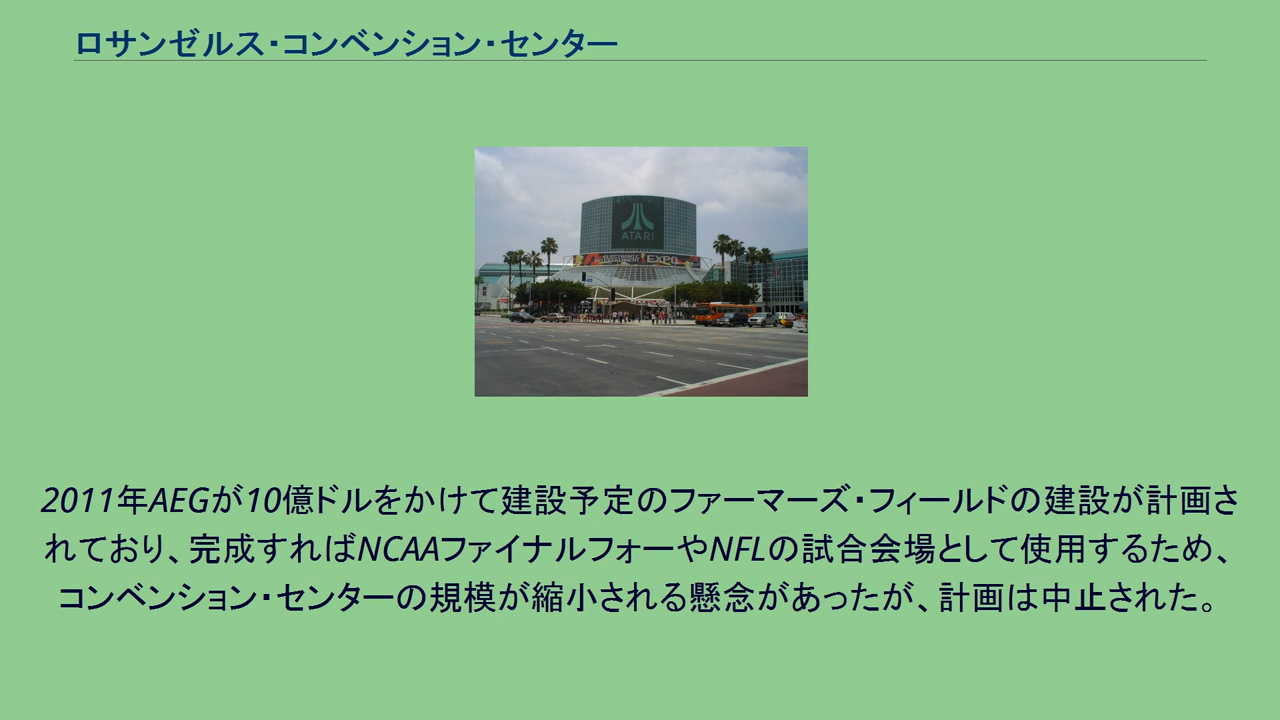 ロサンゼルス・コンベンション・センター
ATARI
ELECTRONIC
ENTERTAINMENT EXPO
2011年AEGが10億ドルをかけて建設予定のファーマーズ・フィールドの建設が計画さ
れており、完成すればNCAAファイナルフォーやNFLの試合会場として使用するため、
コンベンション・センターの規模が縮小される懸念があったが、計画は中止された。